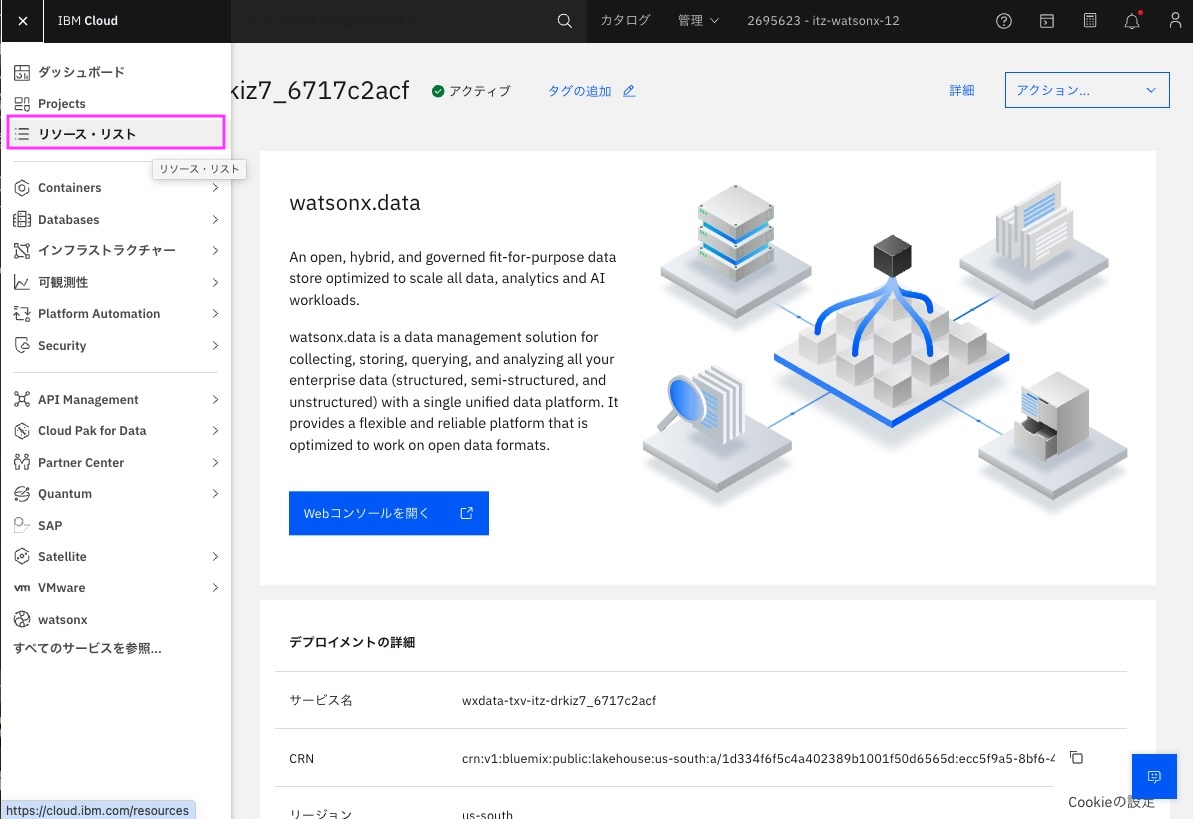 IBM Cloud
カタログ
管理
2695623 - itz-watsonx-12
ダッシュボード
Projects
リソース・リスト
リソース・リスト
Containers
Databases
インフラストラクチャー
可観測性
Platform Automation
Security
API Management
Cloud Pak for Data
Partner Center
Quantum
SAP
Satellite
VMware
watsonx
すべてのサービスを参照...
https://cloud.ibm.com/resources
kiz7_6717c2acf
アクティブ
タグの追加
詳細
アクション...
watsonx.data
An open, hybrid, and governed fit-for-purpose data
store optimized to scale all data, analytics and AI
workloads.
watsonx.data is a data management solution for
collecting, storing, querying, and analyzing all your
enterprise data (structured, semi-structured, and
unstructured) with a single unified data platform. It
provides a flexible and reliable platform that is
optimized to work on open data formats.
Webコンソールを開く
デプロイメントの詳細
サービス名
wxdata-txv-itz-drkiz7_6717c2acf
CRN
crn:v1:bluemix:public:lakehouse:us-south:a/1d334f6f5c4a402389b1001f50d6565d:ecc5f9a5-8bf6-4
リージョン
us-south
Cookieの設定